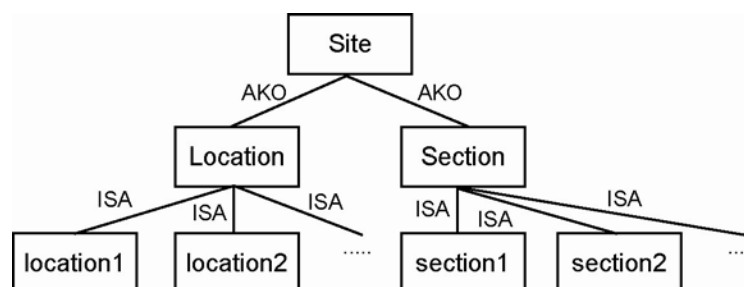 Site
AKO AKO
Location Section
ISA ISA ISA ISA ISA ISA
location1 location2 ..... section1 section2 ...